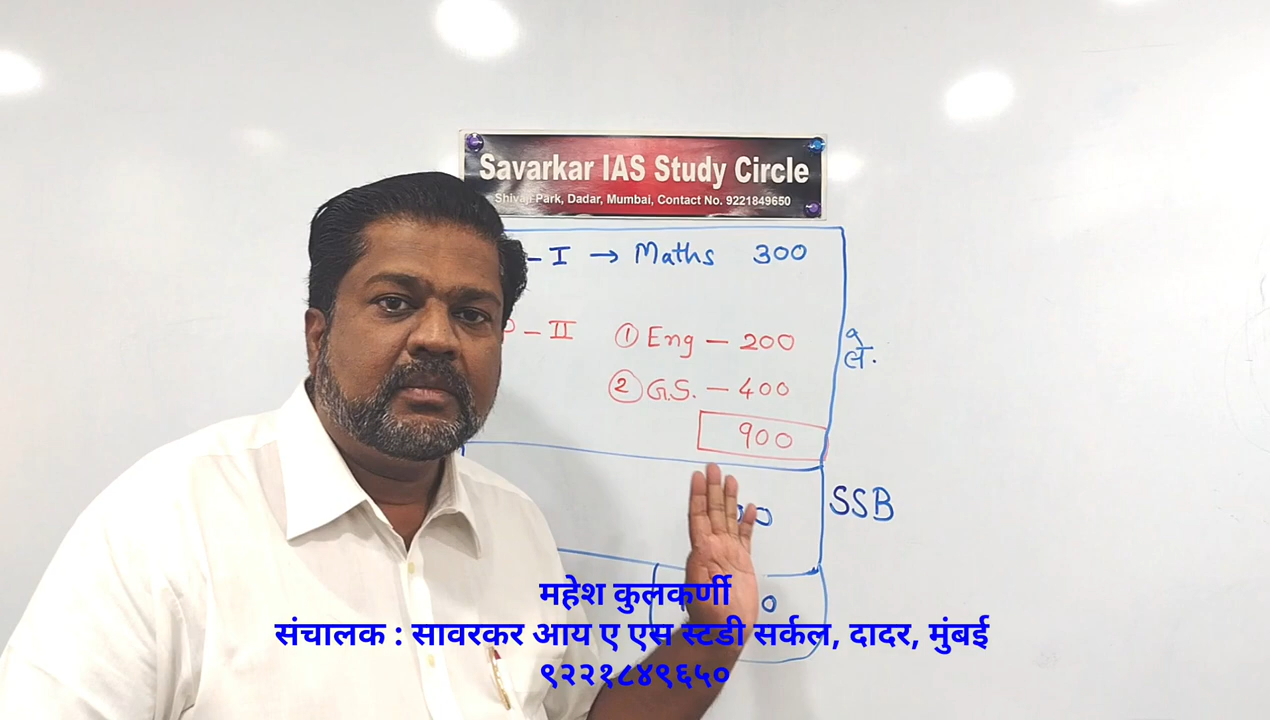 Savarkar IAS Study Circle
Shivaji Park, Dadar, Mumbai, Contact No. 9221849650
- I → Maths 300
- II ① Eng - 200
ले.
② G.S. - 400
900
SSB
महेश कुलकर्णी
संचालक : सावरकर आय ए एस स्टडी सर्कल, दादर, मुंबई
९२२१८४९६५०